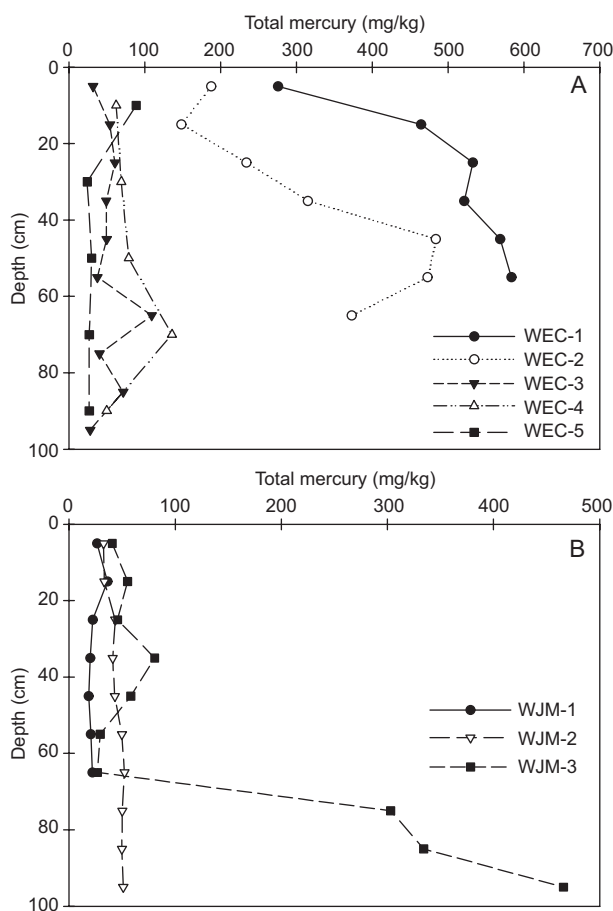 Total mercury (mg/kg)
0 100 200 300 400 500 600 700
A
0
20
40
60
80
100
Depth (cm)
WEC-1
WEC-2
WEC-3
WEC-4
WEC-5
Total mercury (mg/kg)
0 100 200 300 400 500
B
0
20
40
60
80
100
Depth (cm)
WJM-1
WJM-2
WJM-3